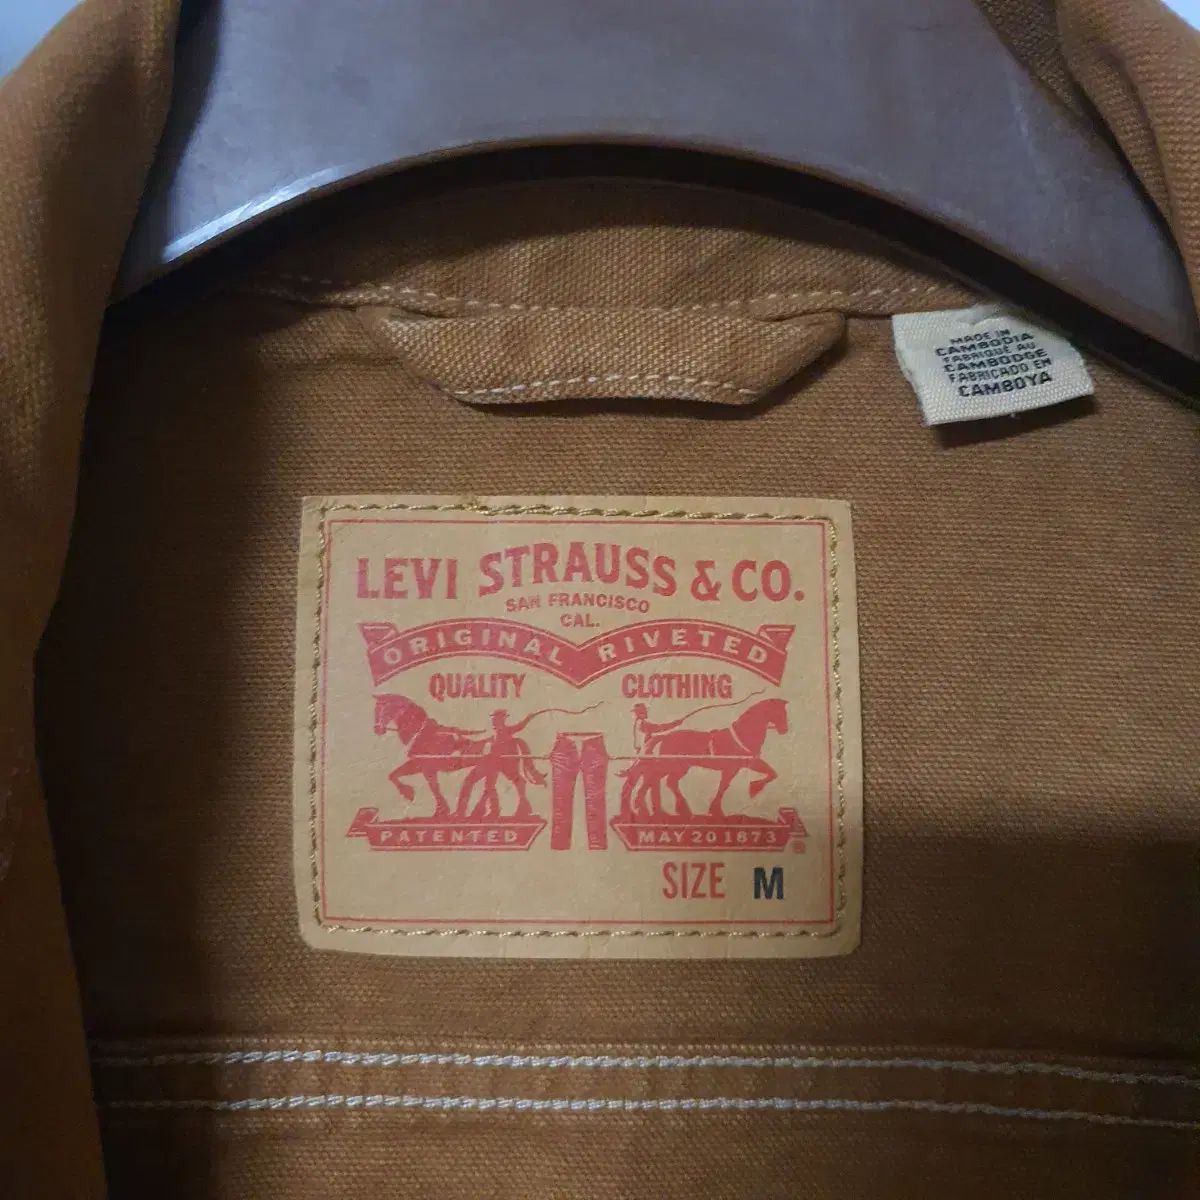 MADE IN
CAMBODIA
FABRIQUÉ AU
CAMBODGE
FABRICADO EN
CAMBOYA
LEVI STRAUSS & CO.
SAN FRANCISCO
CAL.
ORIGINAL RIVETED
QUALITY CLOTHING
PATENTED MAY 20 1873 ®
SIZE M